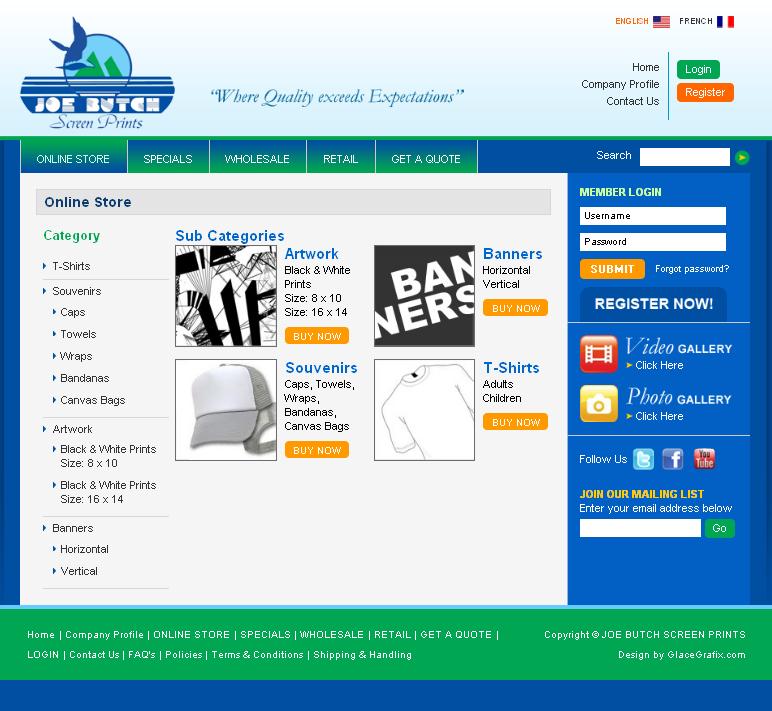 ENGLISH FRENCH
JOE BUTCH
Screen Prints
"Where Quality exceeds Expectations"
Home
Company Profile
Contact Us
Login
Register
ONLINE STORE SPECIALS WHOLESALE RETAIL GET A QUOTE
Search
Online Store
Category
T-Shirts
Souvenirs
Caps
Towels
Wraps
Bandanas
Canvas Bags
Artwork
Black & White Prints
Size: 8 x 10
Black & White Prints
Size: 16 x 14
Banners
Horizontal
Vertical
Sub Categories
Artwork
Black & White
Prints
Size: 8 x 10
Size: 16 x 14
BUY NOW
BAN
NERS
Banners
Horizontal
Vertical
BUY NOW
Souvenirs
Caps, Towels,
Wraps,
Bandanas,
Canvas Bags
BUY NOW
T-Shirts
Adults
Children
BUY NOW
MEMBER LOGIN
Username
Password
SUBMIT Forgot password?
REGISTER NOW!
Video GALLERY
Click Here
Photo GALLERY
Click Here
Follow Us
You
Tube
JOIN OUR MAILING LIST
Enter your email address below
Go
Home | Company Profile | ONLINE STORE | SPECIALS | WHOLESALE | RETAIL | GET A QUOTE |
LOGIN | Contact Us | FAQ's | Policies | Terms & Conditions | Shipping & Handling
Copyright © JOE BUTCH SCREEN PRINTS
Design by GlaceGrafix.com